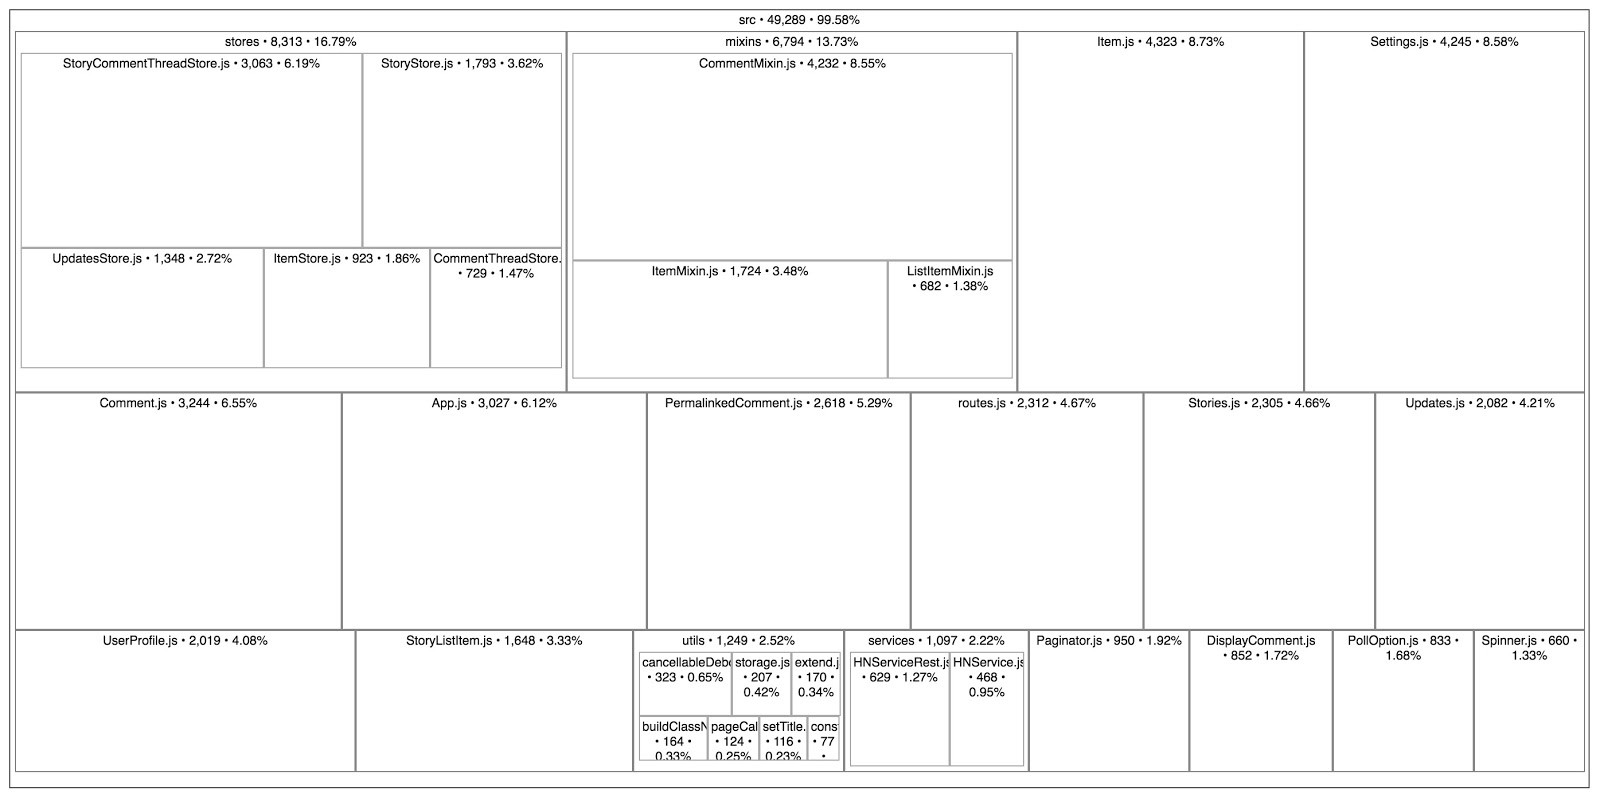 src • 49,289 • 99.58%
stores • 8,313 • 16.79%
StoryCommentThreadStore.js • 3,063 • 6.19%
StoryStore.js • 1,793 • 3.62%
UpdatesStore.js • 1,348 • 2.72%
ItemStore.js • 923 • 1.86%
CommentThreadStore.
• 729 • 1.47%
mixins • 6,794 • 13.73%
CommentMixin.js • 4,232 • 8.55%
ItemMixin.js • 1,724 • 3.48%
ListItemMixin.js
• 682 • 1.38%
Item.js • 4,323 • 8.73%
Settings.js • 4,245 • 8.58%
Comment.js • 3,244 • 6.55%
App.js • 3,027 • 6.12%
PermalinkedComment.js • 2,618 • 5.29%
routes.js • 2,312 • 4.67%
Stories.js • 2,305 • 4.66%
Updates.js • 2,082 • 4.21%
UserProfile.js • 2,019 • 4.08%
StoryListItem.js • 1,648 • 3.33%
utils • 1,249 • 2.52%
cancellableDebo
• 323 • 0.65%
storage.js
• 207 •
0.42%
extend.j
• 170 •
0.34%
buildClassN
• 164 •
0.33%
pageCal
• 124 •
0.25%
setTitle.
• 116 •
0.23%
cons
• 77
•
services • 1,097 • 2.22%
HNServiceRest.js
• 629 • 1.27%
HNService.js
• 468 •
0.95%
Paginator.js • 950 • 1.92%
DisplayComment.js
• 852 • 1.72%
PollOption.js • 833 •
1.68%
Spinner.js • 660 •
1.33%